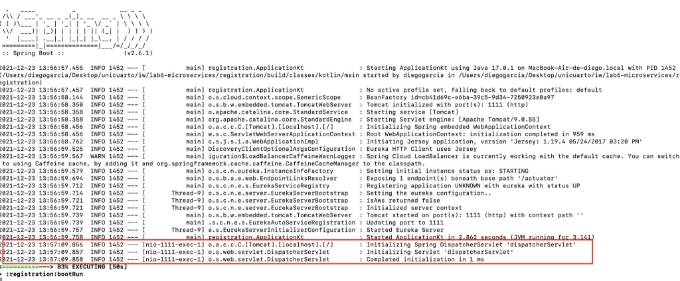 :: Spring Boot :: (v2.6.1)
2021-12-23 13:56:57.455 INFO 1452 --- [ main] registration.ApplicationKt : Starting ApplicationKt using Java 17.0.1 on MacBook-Air-de-diego.local with PID 1452
(/Users/diegogarcia/Desktop/unicuarto/iw/lab6-microservices/registration/build/classes/kotlin/main started by diegogarcia in /Users/diegogarcia/Desktop/unicuarto/iw/lab6-microservices/r
egistration)
2021-12-23 13:56:57.459 INFO 1452 --- [ main] registration.ApplicationKt : No active profile set, falling back to default profiles: default
2021-12-23 13:56:58.144 INFO 1452 --- [ main] o.s.cloud.context.scope.GenericScope : BeanFactory
2021-12-23 13:56:58.350 INFO 1452 --- [ main] o.s.b.w.embedded.tomcat.TomcatWebServer : Tomcat initialized with port(s): 1111 (http)
2021-12-23 13:56:58.358 INFO 1452 --- [ main] o.apache.catalina.core.StandardService : Starting service [Tomcat]
2021-12-23 13:56:58.358 INFO 1452 --- [ main] org.apache.catalina.core.StandardEngine : Starting Servlet engine: [Apache Tomcat/9.0.55]
2021-12-23 13:56:58.421 INFO 1452 --- [ main] o.a.c.c.C.[Tomcat].[localhost].[/] : Initializing Spring embedded WebApplicationContext
2021-12-23 13:56:58.421 INFO 1452 --- [ main] w.s.c.ServletWebServerApplicationContext : Root WebApplicationContext: initialization completed in 959 ms
2021-12-23 13:56:58.762 INFO 1452 --- [ main] c.s.j.s.i.a.WebApplicationImpl : Initiating Jersey application, version 'Jersey: 1.19.4 05/24/2017 03:20 PM'
2021-12-23 13:56:59.525 INFO 1452 --- [ main] DiscoveryClientOptionalArgsConfiguration : Eureka HTTP Client uses Jersey
2021-12-23 13:56:59.567 WARN 1452 --- [ main] iguration$LoadBalancerCaffeineWarnLogger : Spring Cloud LoadBalancer is currently working with the default cache. You can switch
to using Caffeine cache, by adding it and org.springframework.cache.caffeine.CaffeineCacheManager to the classpath.
2021-12-23 13:56:59.579 INFO 1452 --- [ main] o.s.c.n.eureka.InstanceInfoFactory : Setting initial instance status as: STARTING
2021-12-23 13:56:59.694 INFO 1452 --- [ main] o.s.b.a.e.web.EndpointLinksResolver : Exposing 1 endpoint(s) beneath base path '/actuator'
2021-12-23 13:56:59.712 INFO 1452 --- [ main] o.s.c.n.e.s.EurekaServiceRegistry : Registering application UNKNOWN with eureka with status UP
2021-12-23 13:56:59.714 INFO 1452 --- [ Thread-9] o.s.c.n.e.server.EurekaServerBootstrap : Setting the eureka configuration..
2021-12-23 13:56:59.721 INFO 1452 --- [ Thread-9] o.s.c.n.e.server.EurekaServerBootstrap : isAws returned false
2021-12-23 13:56:59.721 INFO 1452 --- [ Thread-9] o.s.c.n.e.server.EurekaServerBootstrap : Initialized server context
2021-12-23 13:56:59.739 INFO 1452 --- [ main] o.s.b.w.embedded.tomcat.TomcatWebServer : Tomcat started on port(s): 1111 (http) with context path ''
2021-12-23 13:56:59.739 INFO 1452 --- [ main] .s.c.n.e.s.EurekaAutoServiceRegistration : Updating port to 1111
2021-12-23 13:56:59.757 INFO 1452 --- [ Thread-9] e.s.EurekaServerInitializerConfiguration : Started Eureka Server
2021-12-23 13:56:59.758 INFO 1452 --- [ main] registration.ApplicationKt : Started ApplicationKt in 2.862 seconds (JVM running for 3.141)
2021-12-23 13:57:09.856 INFO 1452 --- [nio-1111-exec-1] o.a.c.c.C.[Tomcat].[localhost].[/] : Initializing Spring DispatcherServlet 'dispatcherServlet'
2021-12-23 13:57:09.857 INFO 1452 --- [nio-1111-exec-1] o.s.web.servlet.DispatcherServlet : Initializing Servlet 'dispatcherServlet'
2021-12-23 13:57:09.858 INFO 1452 --- [nio-1111-exec-1] o.s.web.servlet.DispatcherServlet : Completed initialization in 1 ms
<==========---> 83% EXECUTING [50s]
> :registration:bootRun